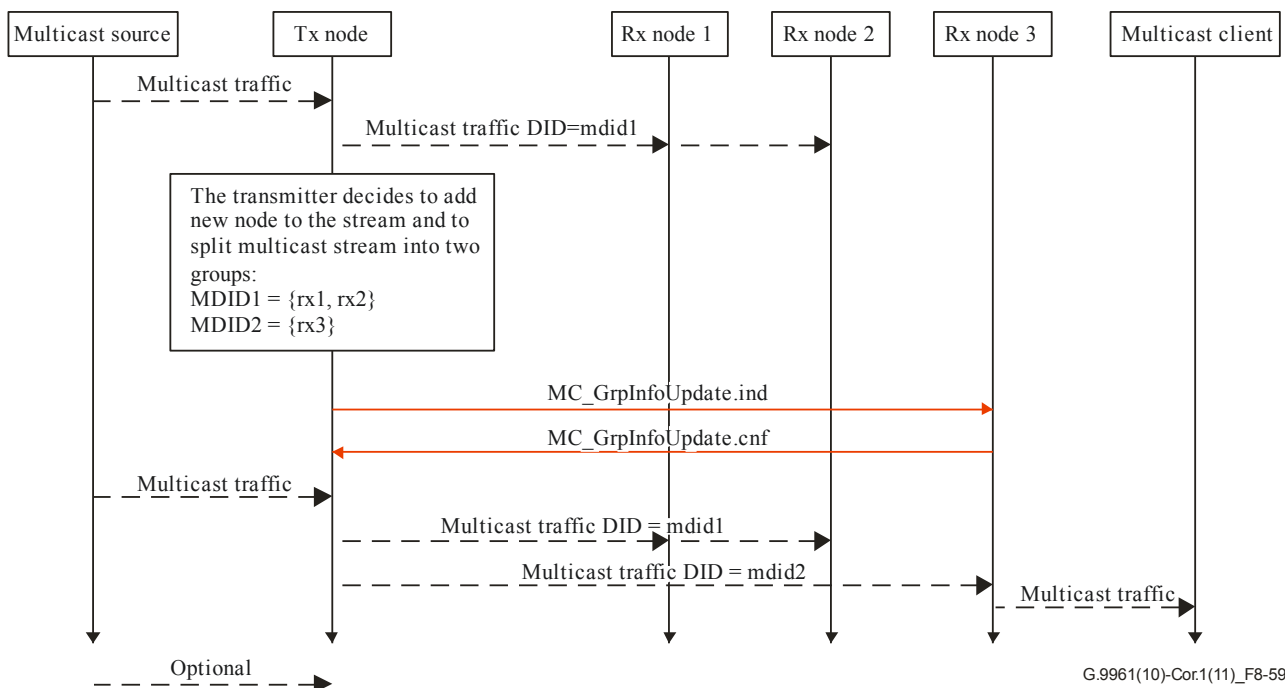 Multicast source
Tx node
Rx node 1
Rx node 2
Rx node 3
Multicast client
Multicast traffic
Multicast traffic DID=mdid1
The transmitter decides to add
new node to the stream and to
split multicast stream into two
groups:
MDID1 = {rx1, rx2}
MDID2 = {rx3}
MC_GrpInfoUpdate.ind
MC_GrpInfoUpdate.cnf
Multicast traffic
Multicast traffic DID = mdid1
Multicast traffic DID = mdid2
Multicast traffic
Optional
G.9961(10)-Cor.1(11)_F8-59